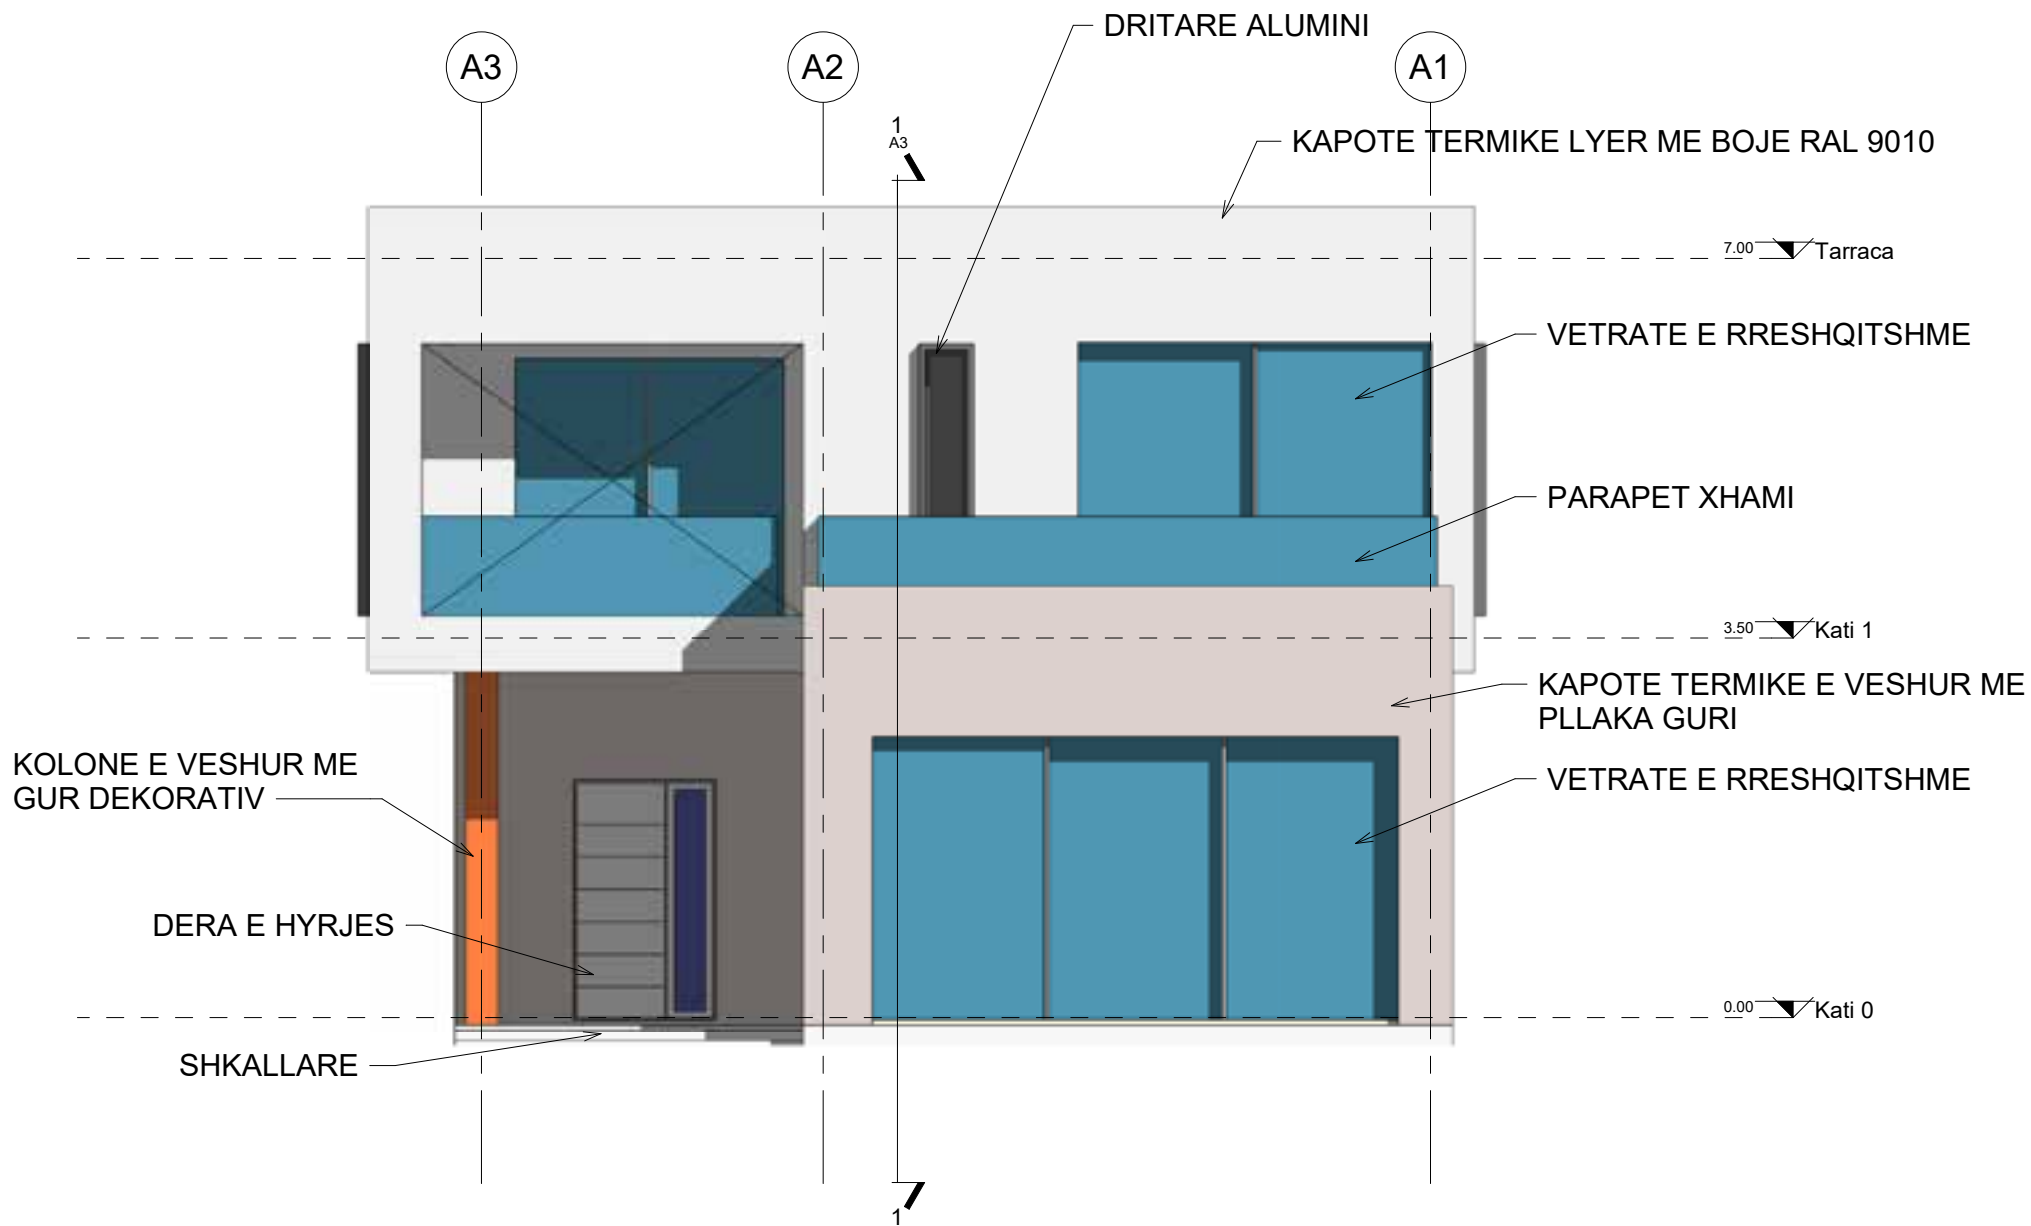 DRITARE ALUMINI
A3
A2
A1
1
A3
KAPOTE TERMIKE LYER ME BOJE RAL 9010
7.00 Tarraca
VETRATE E RRESHQITSHME
PARAPET XHAMI
3.50 Kati 1
KAPOTE TERMIKE E VESHUR ME
PLLAKA GURI
KOLONE E VESHUR ME
GUR DEKORATIV
VETRATE E RRESHQITSHME
DERA E HYRJES
0.00 Kati 0
SHKALLARE
1